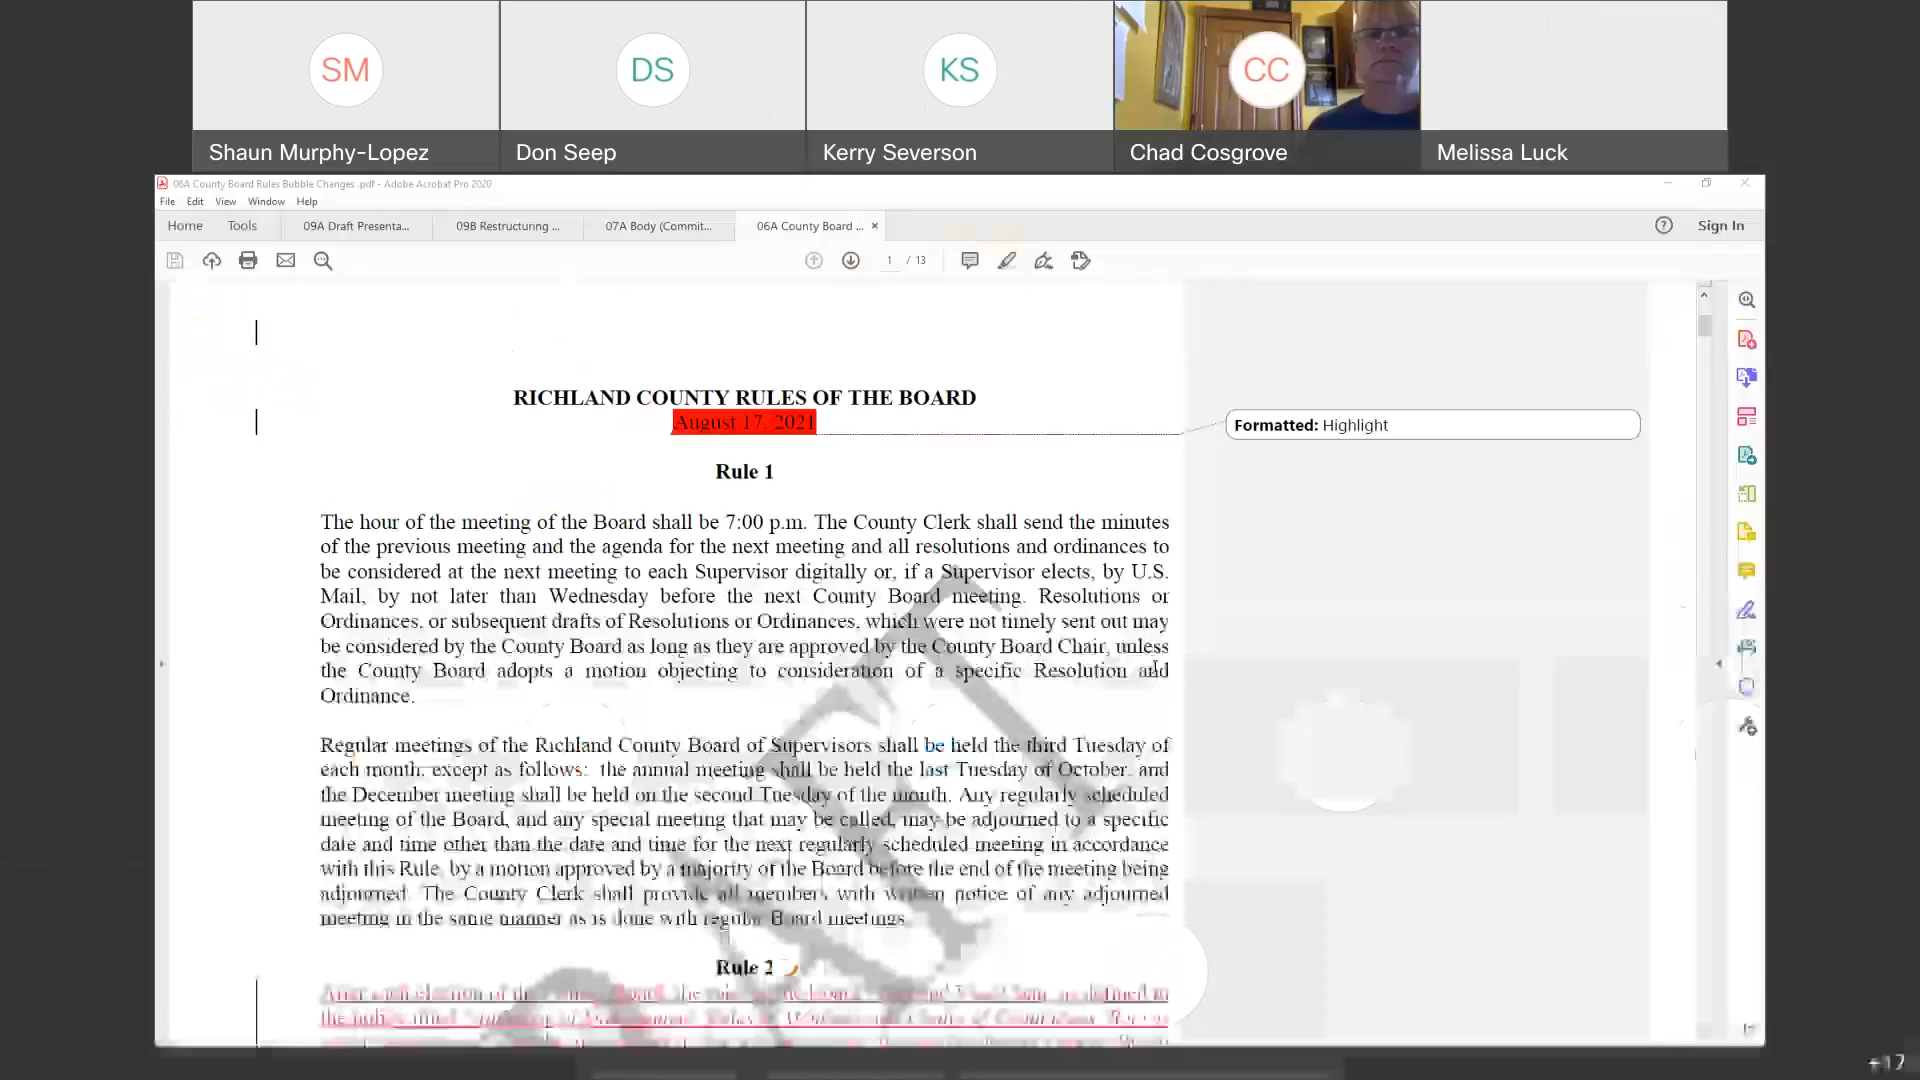 SM
DS
KS
CC
Shaun Murphy-Lopez
Don Seep
Kerry Severson
Chad Cosgrove
Melissa Luck
06A County Board Rules Bubble Changes .pdf - Adobe Acrobat Pro 2020
File Edit View Window Help
Home Tools 09A Draft Presenta... 09B Restructuring ... 07A Body (Commit... 06A County Board ... × Sign In
1 / 13
RICHLAND COUNTY RULES OF THE BOARD
August 17, 2021
Formatted: Highlight
Rule 1
The hour of the meeting of the Board shall be 7:00 p.m. The County Clerk shall send the minutes
of the previous meeting and the agenda for the next meeting and all resolutions and ordinances to
be considered at the next meeting to each Supervisor digitally or, if a Supervisor elects, by U.S.
Mail, by not later than Wednesday before the next County Board meeting. Resolutions or
Ordinances, or subsequent drafts of Resolutions or Ordinances, which were not timely sent out may
be considered by the County Board as long as they are approved by the County Board Chair, unless
the County Board adopts a motion objecting to consideration of a specific Resolution and
Ordinance.
Regular meetings of the Richland County Board of Supervisors shall be held the third Tuesday of
each month, except as follows: the annual meeting shall be held the last Tuesday of October, and
the December meeting shall be held on the second Tuesday of the month. Any regularly scheduled
meeting of the Board, and any special meeting that may be called, may be adjourned to a specific
date and time other than the date and time for the next regularly scheduled meeting in accordance
with this Rule, by a motion approved by a majority of the Board before the end of the meeting being
adjourned. The County Clerk shall provide all members with written notice of any adjourned
meeting in the same manner as is done with regular Board meetings.
Rule 2
+17